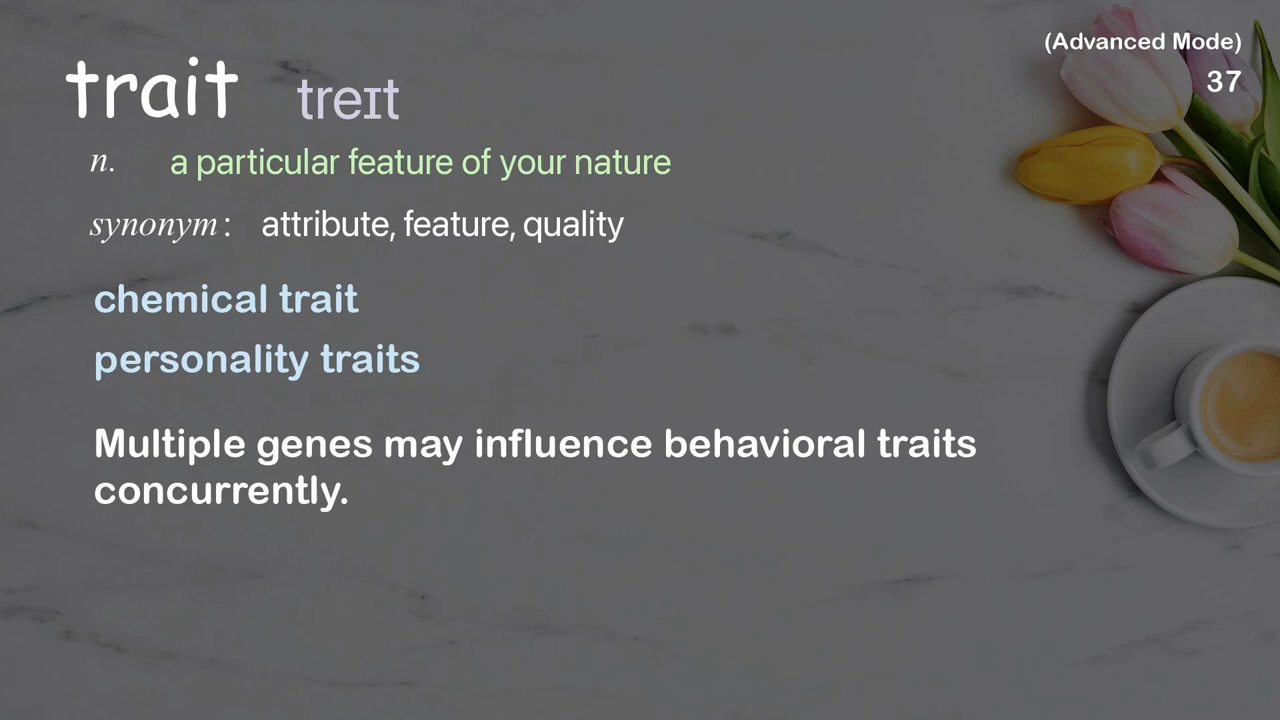 (Advanced Mode)
37
trait treɪt
n. a particular feature of your nature
synonym: attribute, feature, quality
chemical trait
personality traits
Multiple genes may influence behavioral traits
concurrently.